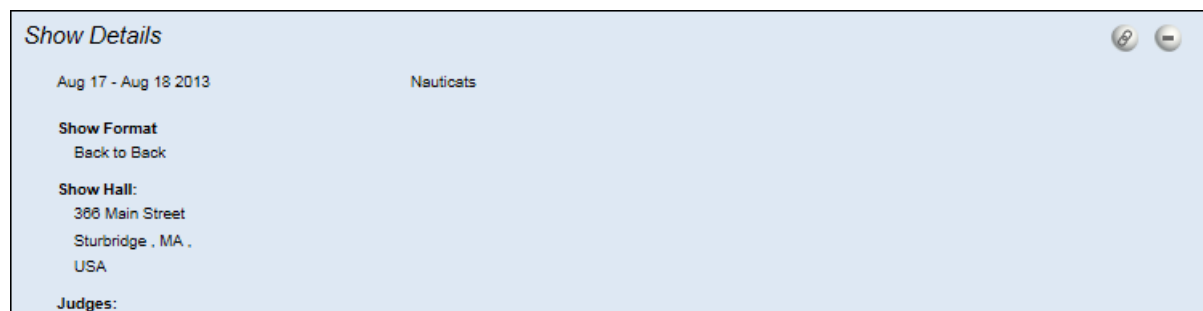 Show Details
Aug 17 - Aug 18 2013 Nauticats
Show Format
Back to Back
Show Hall:
366 Main Street
Sturbridge , MA ,
USA
Judges: